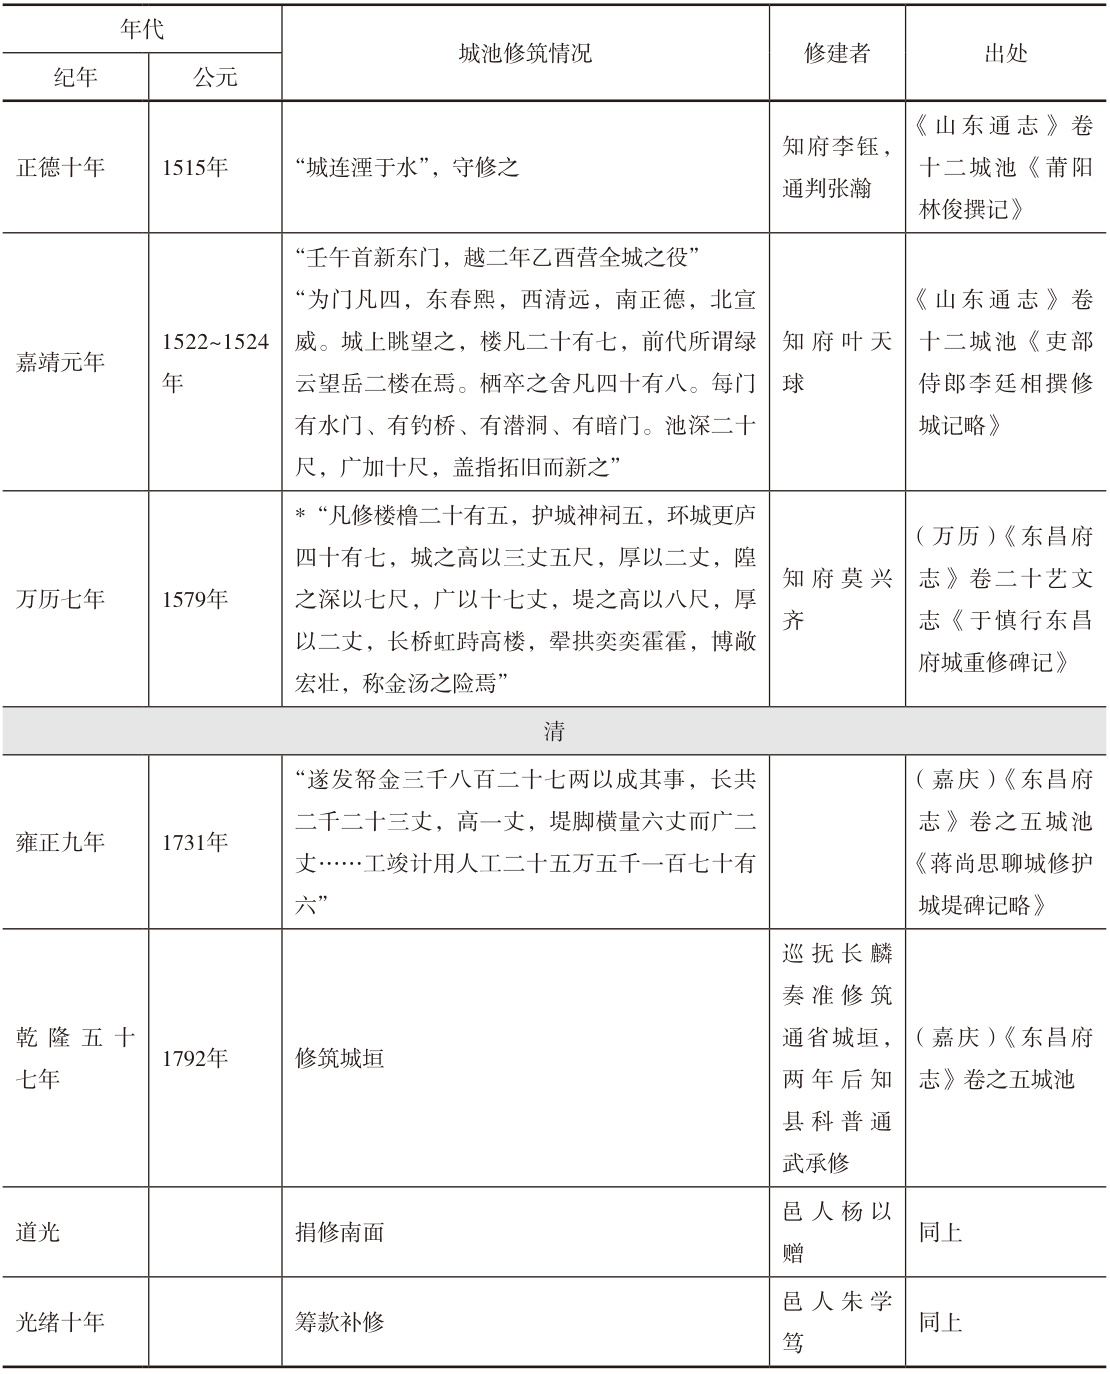 年代
城池修筑情况
修建者
出处
纪年
公元
正德十年
1515年
“城连湮于水”，守修之
知府李钰，
通判张瀚
《山东通志》卷
十二城池《莆阳
林俊撰记》
嘉靖元年
1522~1524
年
“壬午首新东门，越二年乙酉营全城之役”
“为门凡四，东春熙，西清远，南正德，北宣
威。城上眺望之，楼凡二十有七，前代所谓绿
云望岳二楼在焉。栖卒之舍凡四十有八。每门
有水门、有钓桥、有潜洞、有暗门。池深二十
尺，广加十尺，盖指拓旧而新之”
知府叶天
球
《山东通志》卷
十二城池《吏部
侍郎李廷相撰修
城记略》
万历七年
1579年
*“凡修楼橹二十有五，护城神祠五，环城更庐
四十有七，城之高以三丈五尺，厚以二丈，隍
之深以七尺，广以十七丈，堤之高以八尺，厚
以二丈，长桥虹跱高楼，翚拱奕奕霍霍，博敞
宏壮，称金汤之险焉”
知府莫兴
齐
（万历）《东昌府
志》卷二十艺文
志《于慎行东昌
府城重修碑记》
清
雍正九年
1731年
“遂发帑金三千八百二十七两以成其事，长共
二千二十三丈，高一丈，堤脚横量六丈而广二
丈……工竣计用人工二十五万五千一百七十有
六”
（嘉庆）《东昌府
志》卷之五城池
《蒋尚思聊城修护
城堤碑记略》
乾隆五十
七年
1792年
修筑城垣
巡抚长麟
奏准修筑
通省城垣，
两年后知
县科普通
武承修
（嘉庆）《东昌府
志》卷之五城池
道光
捐修南面
邑人杨以
赠
同上
光绪十年
筹款补修
邑人朱学
笃
同上